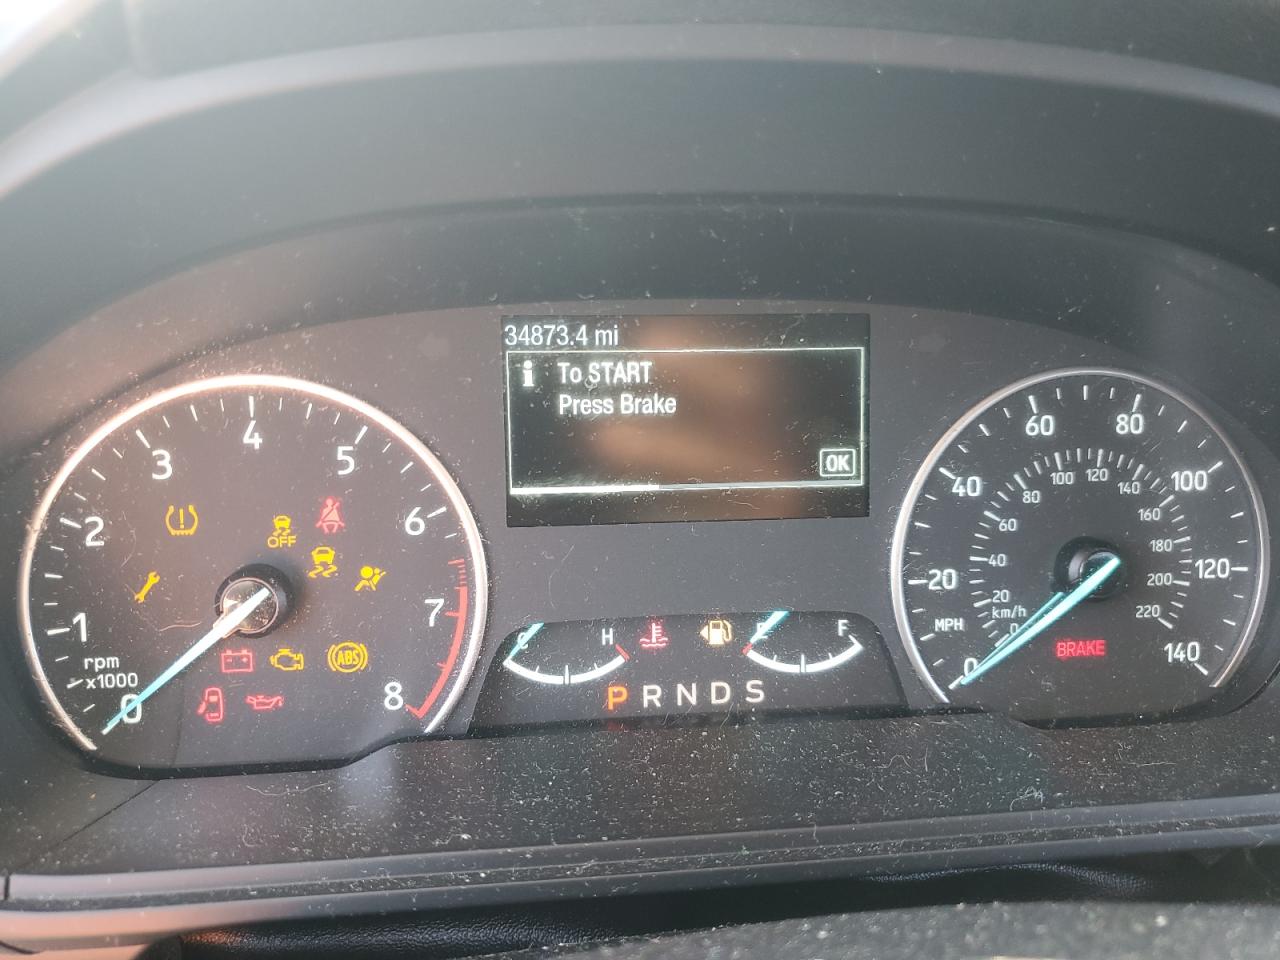 34873.4 mi
i To START
Press Brake
OK
0 1 2 3 4 5 6 7 8
rpm
x1000
OFF
ABS
C H
E F
P R N D S
0 20 40 60 80 100 120 140
MPH
0 20 40 60 80 100 120 140 160 180 200 220
km/h
BRAKE